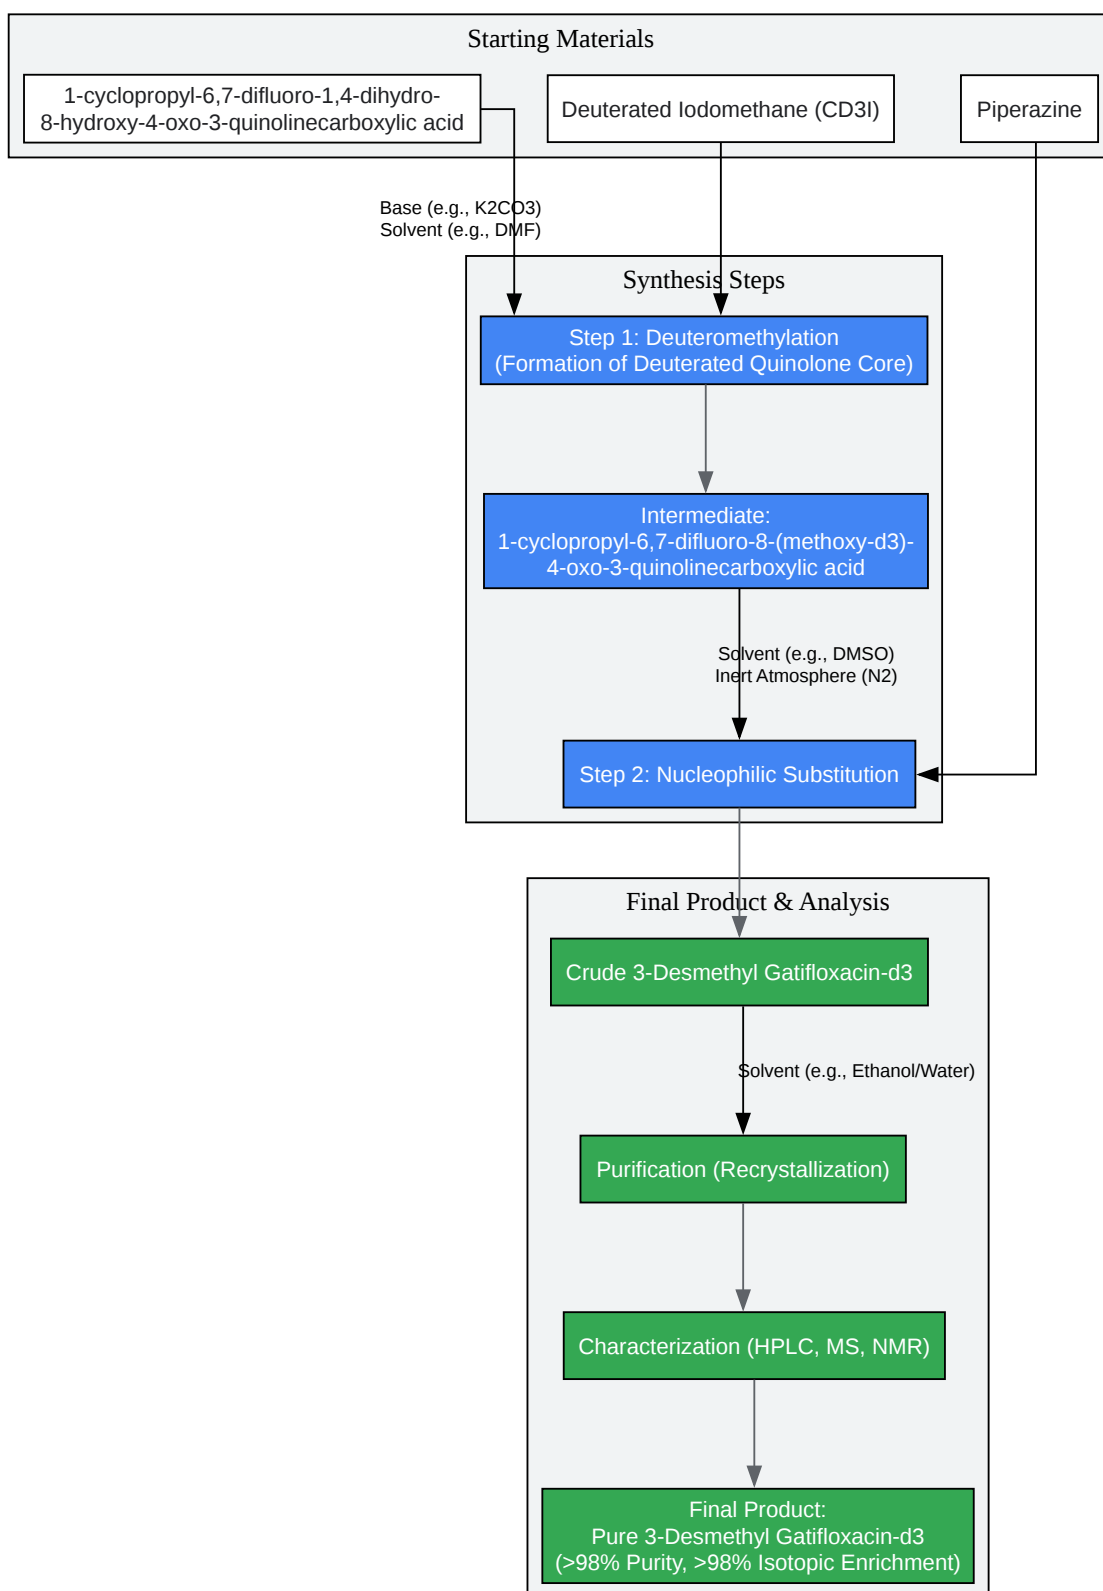 Starting Materials
1-cyclopropyl-6,7-difluoro-1,4-dihydro-
8-hydroxy-4-oxo-3-quinolinecarboxylic acid
Deuterated Iodomethane (CD3I)
Piperazine
Base (e.g., K2CO3)
Solvent (e.g., DMF)
Synthesis Steps
Step 1: Deuteromethylation
(Formation of Deuterated Quinolone Core)
Intermediate:
1-cyclopropyl-6,7-difluoro-8-(methoxy-d3)-
4-oxo-3-quinolinecarboxylic acid
Solvent (e.g., DMSO)
Inert Atmosphere (N2)
Step 2: Nucleophilic Substitution
Final Product & Analysis
Crude 3-Desmethyl Gatifloxacin-d3
Solvent (e.g., Ethanol/Water)
Purification (Recrystallization)
Characterization (HPLC, MS, NMR)
Final Product:
Pure 3-Desmethyl Gatifloxacin-d3
(>98% Purity, >98% Isotopic Enrichment)